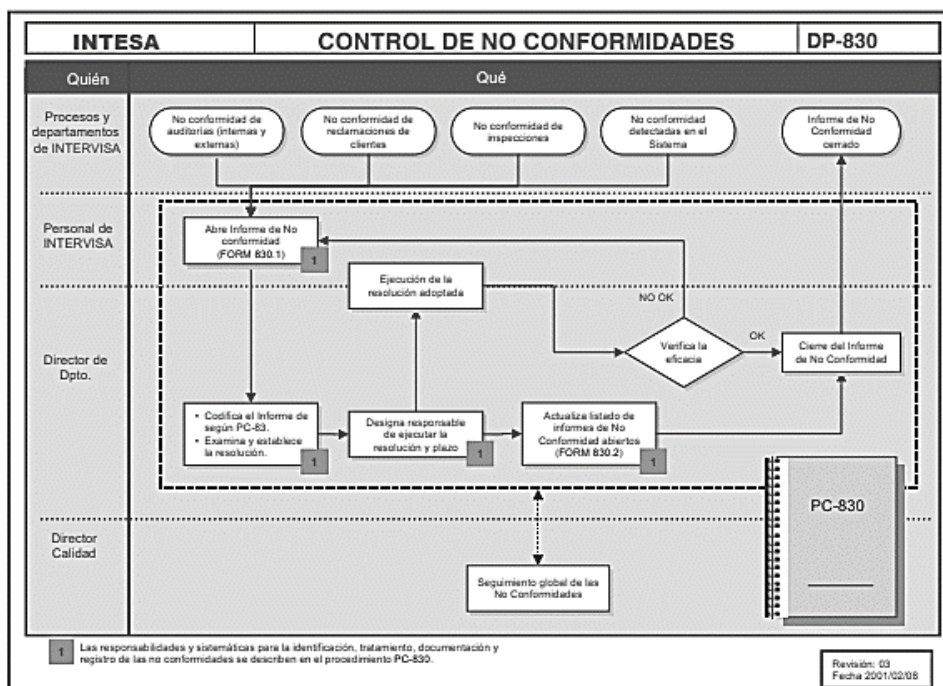 INTESA
CONTROL DE NO CONFORMIDADES
DP-830
Quién
Qué
Procesos y
departamentos
de INTERVISA
No conformidad de
auditorías (internas y
externas)
No conformidad de
reclamaciones de
clientes
No conformidad de
inspecciones
No conformidad
detectadas en el
Sistema
Informe de No
Conformidad
cerrado
Personal de
INTERVISA
Abre Informe de No
conformidad
(FORM 830.1)
1
Ejecución de la
resolución adoptada
NO OK
Director de
Dpto.
Verifica la
eficacia
OK
Cierre del Informe
de No Conformidad
• Codifica el Informe de
según PC-83.
• Examina y establece
la resolución.
1
Designa responsable
de ejecutar la
resolución y plazo
1
Actualiza listado de
informes de No
Conformidad abiertos
(FORM 830.2)
1
PC-830
Director
Calidad
Seguimiento global de las
No Conformidades
1
Las responsabilidades y sistemáticas para la identificación, tratamiento, documentación y
registro de las no conformidades se describen en el procedimiento PC-830.
Revisión: 03
Fecha 2001/02/08